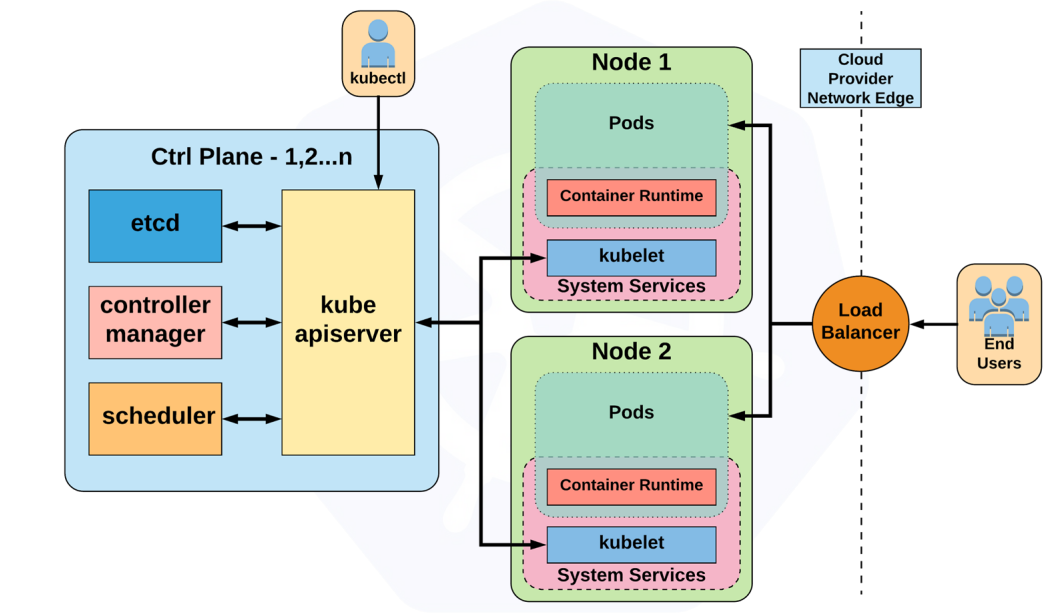 kubectl
Ctrl Plane - 1,2...n
etcd
controller
manager
scheduler
kube
apiserver
Node 1
Pods
Container Runtime
kubelet
System Services
Node 2
Pods
Container Runtime
kubelet
System Services
Cloud
Provider
Network Edge
Load
Balancer
End
Users